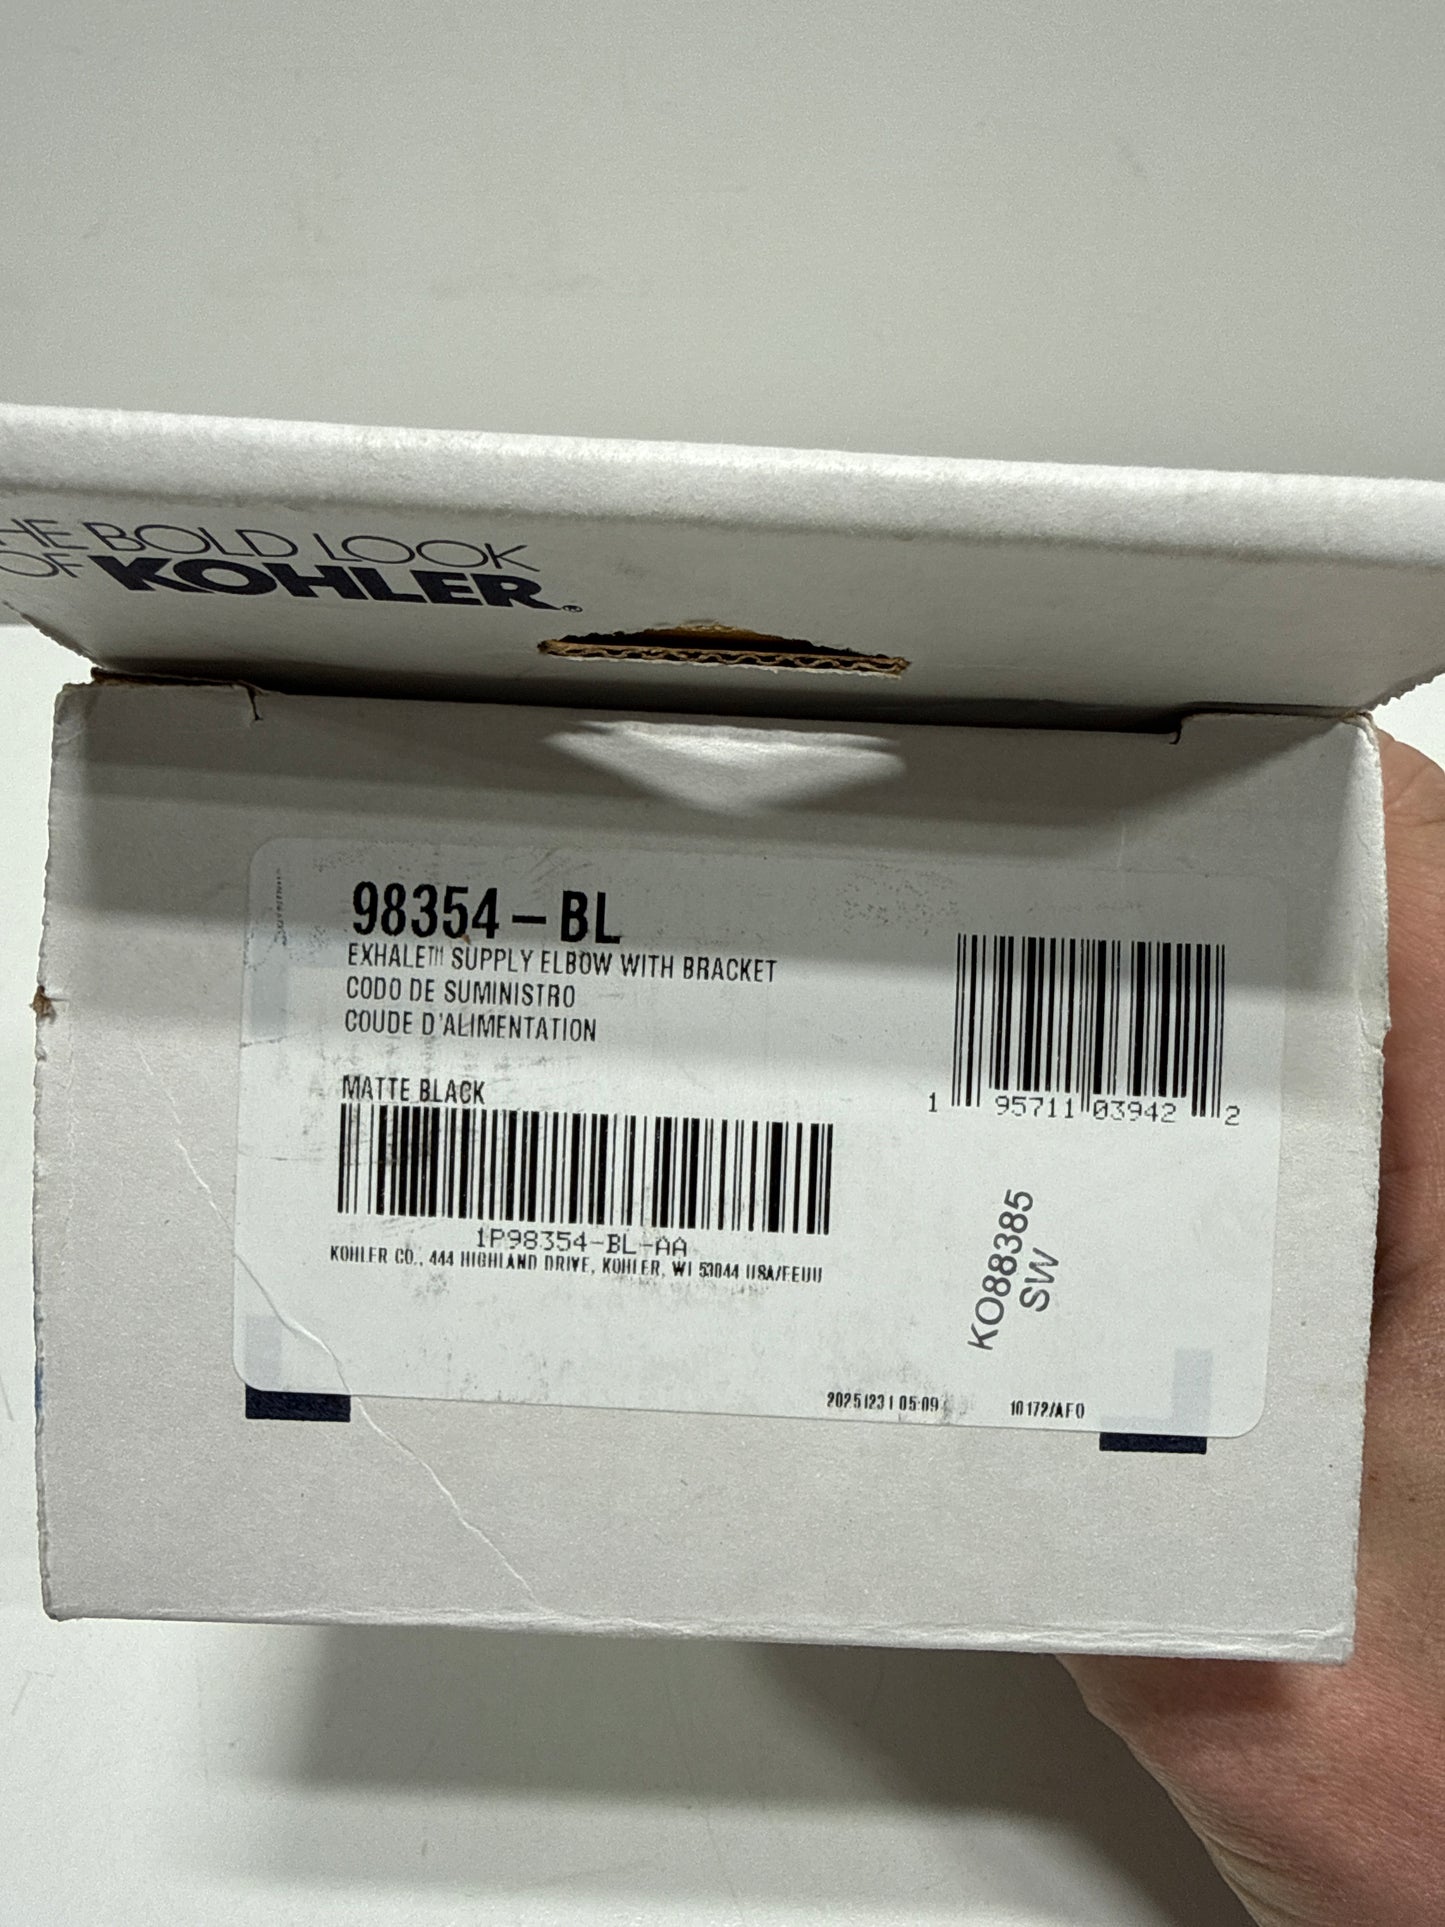 THE BOLD LOOK
OF KOHLER®
98354-BL
EXHALE™ SUPPLY ELBOW WITH BRACKET
CODO DE SUMINISTRO
COUDE D'ALIMENTATION
MATTE BLACK
1P98354-BL-AA
KOHLER CO., 444 HIGHLAND DRIVE, KOHLER, WI 53044 USA/EEUU
1 95711 03942 2
KO88385
SW
20251231 05:09
10172/AF0